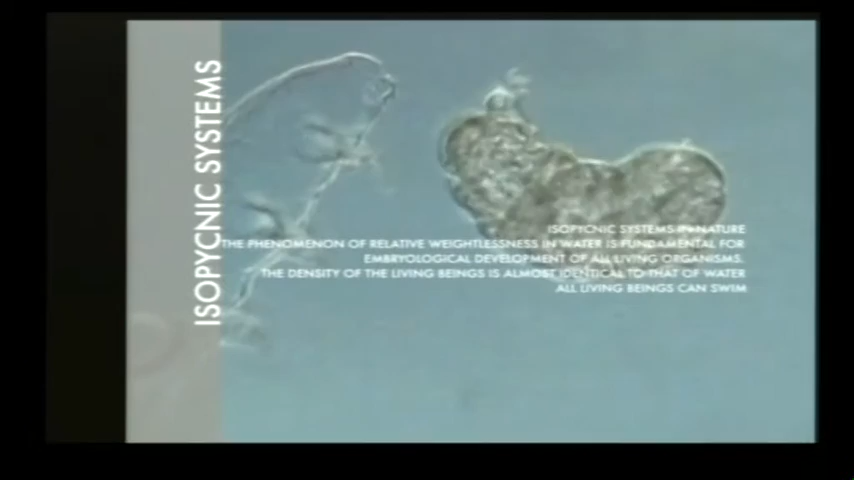 ISOPYCNIC SYSTEMS
ISOPYCNIC SYSTEMS IN NATURE
THE PHENOMENON OF RELATIVE WEIGHTLESSNESS IN WATER IS FUNDAMENTAL FOR
EMBRYOLOGICAL DEVELOPMENT OF ALL LIVING ORGANISMS.
THE DENSITY OF THE LIVING BEINGS IS ALMOST IDENTICAL TO THAT OF WATER
ALL LIVING BEINGS CAN SWIM